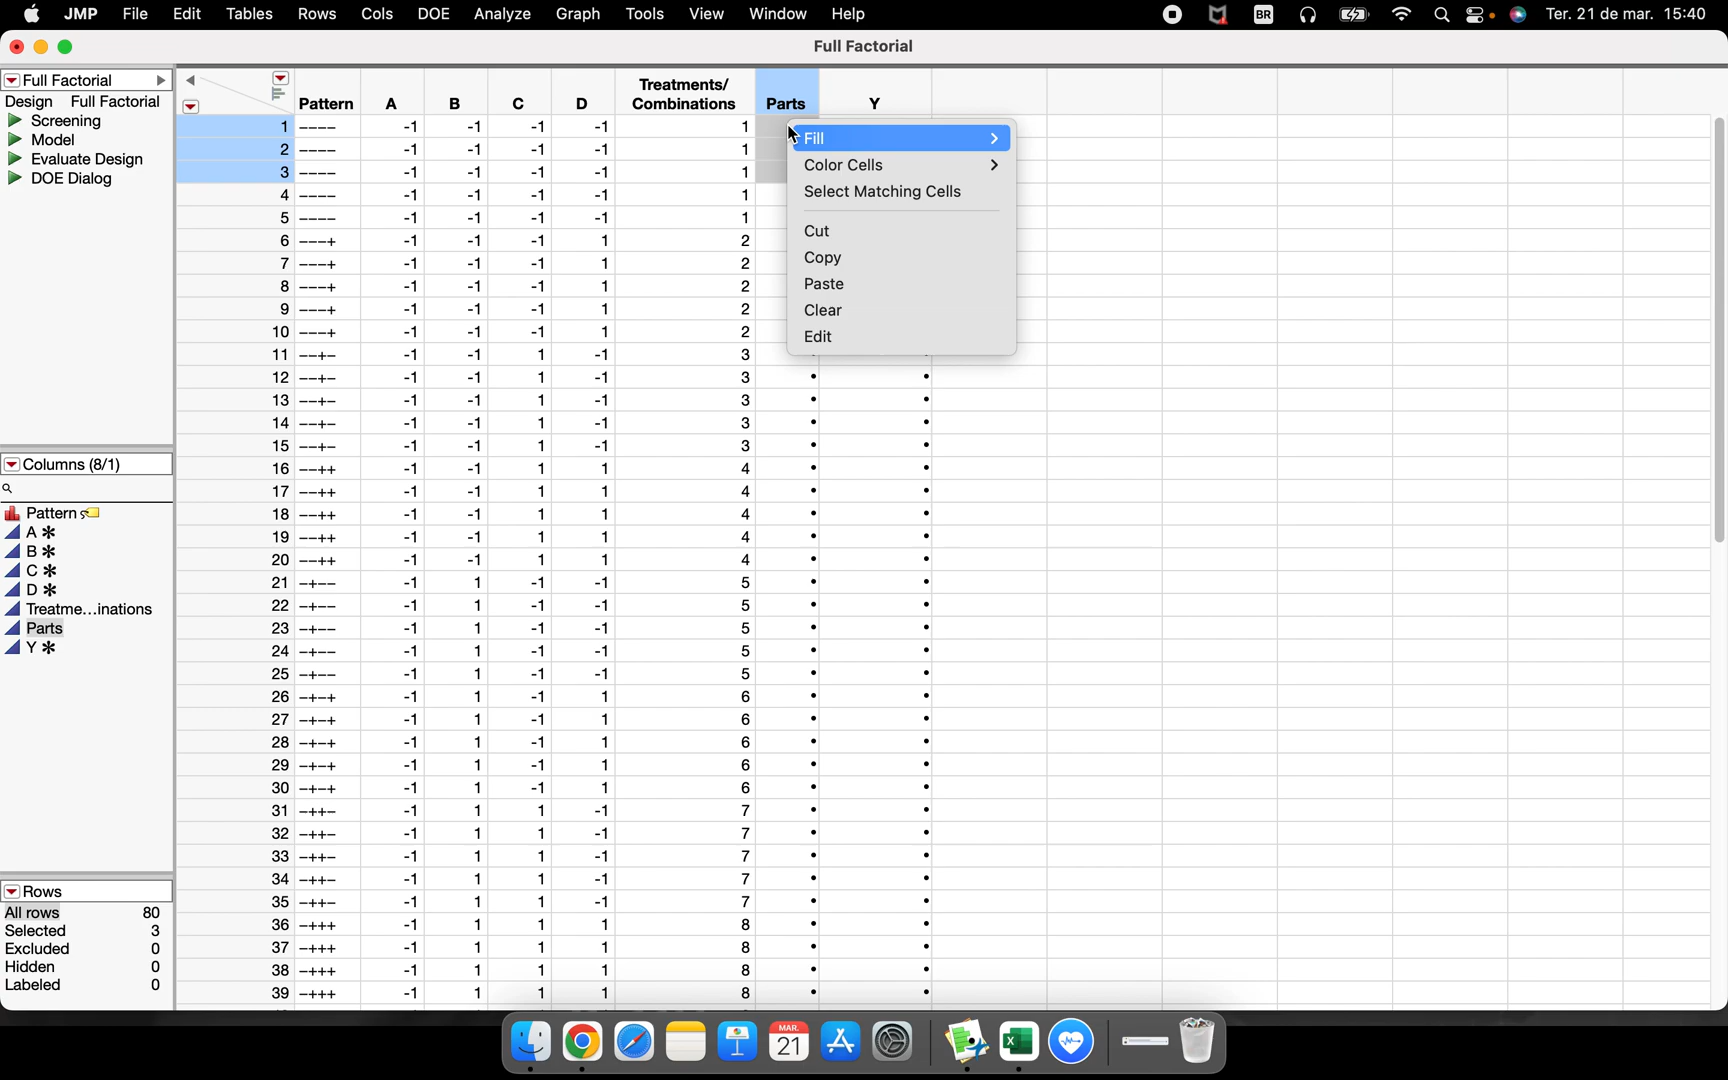 JMP File Edit Tables Rows Cols DOE Analyze Graph Tools View Window Help BR Ter. 21 de mar. 15:40
Full Factorial
Full Factorial
Design Full Factorial
Screening
Model
Evaluate Design
DOE Dialog
Columns (8/1)
Pattern
A ✻
B ✻
C ✻
D ✻
Treatme...inations
Parts
Y ✻
Rows
All rows 80
Selected 3
Excluded 0
Hidden 0
Labeled 0
Treatments/
Pattern A B C D Combinations Parts Y
1 −−−− -1 -1 -1 -1 1
2 −−−− -1 -1 -1 -1 1
3 −−−− -1 -1 -1 -1 1
4 −−−− -1 -1 -1 -1 1
5 −−−− -1 -1 -1 -1 1
6 −−−+ -1 -1 -1 1 2
7 −−−+ -1 -1 -1 1 2
8 −−−+ -1 -1 -1 1 2
9 −−−+ -1 -1 -1 1 2
10 −−−+ -1 -1 -1 1 2
11 −−+− -1 -1 1 -1 3
12 −−+− -1 -1 1 -1 3 • •
13 −−+− -1 -1 1 -1 3 • •
14 −−+− -1 -1 1 -1 3 • •
15 −−+− -1 -1 1 -1 3 • •
16 −−++ -1 -1 1 1 4 • •
17 −−++ -1 -1 1 1 4 • •
18 −−++ -1 -1 1 1 4 • •
19 −−++ -1 -1 1 1 4 • •
20 −−++ -1 -1 1 1 4 • •
21 −+−− -1 1 -1 -1 5 • •
22 −+−− -1 1 -1 -1 5 • •
23 −+−− -1 1 -1 -1 5 • •
24 −+−− -1 1 -1 -1 5 • •
25 −+−− -1 1 -1 -1 5 • •
26 −+−+ -1 1 -1 1 6 • •
27 −+−+ -1 1 -1 1 6 • •
28 −+−+ -1 1 -1 1 6 • •
29 −+−+ -1 1 -1 1 6 • •
30 −+−+ -1 1 -1 1 6 • •
31 −++− -1 1 1 -1 7 • •
32 −++− -1 1 1 -1 7 • •
33 −++− -1 1 1 -1 7 • •
34 −++− -1 1 1 -1 7 • •
35 −++− -1 1 1 -1 7 • •
36 −+++ -1 1 1 1 8 • •
37 −+++ -1 1 1 1 8 • •
38 −+++ -1 1 1 1 8 • •
39 −+++ -1 1 1 1 8 • •
Fill
Color Cells
Select Matching Cells
Cut
Copy
Paste
Clear
Edit
MAR.
21